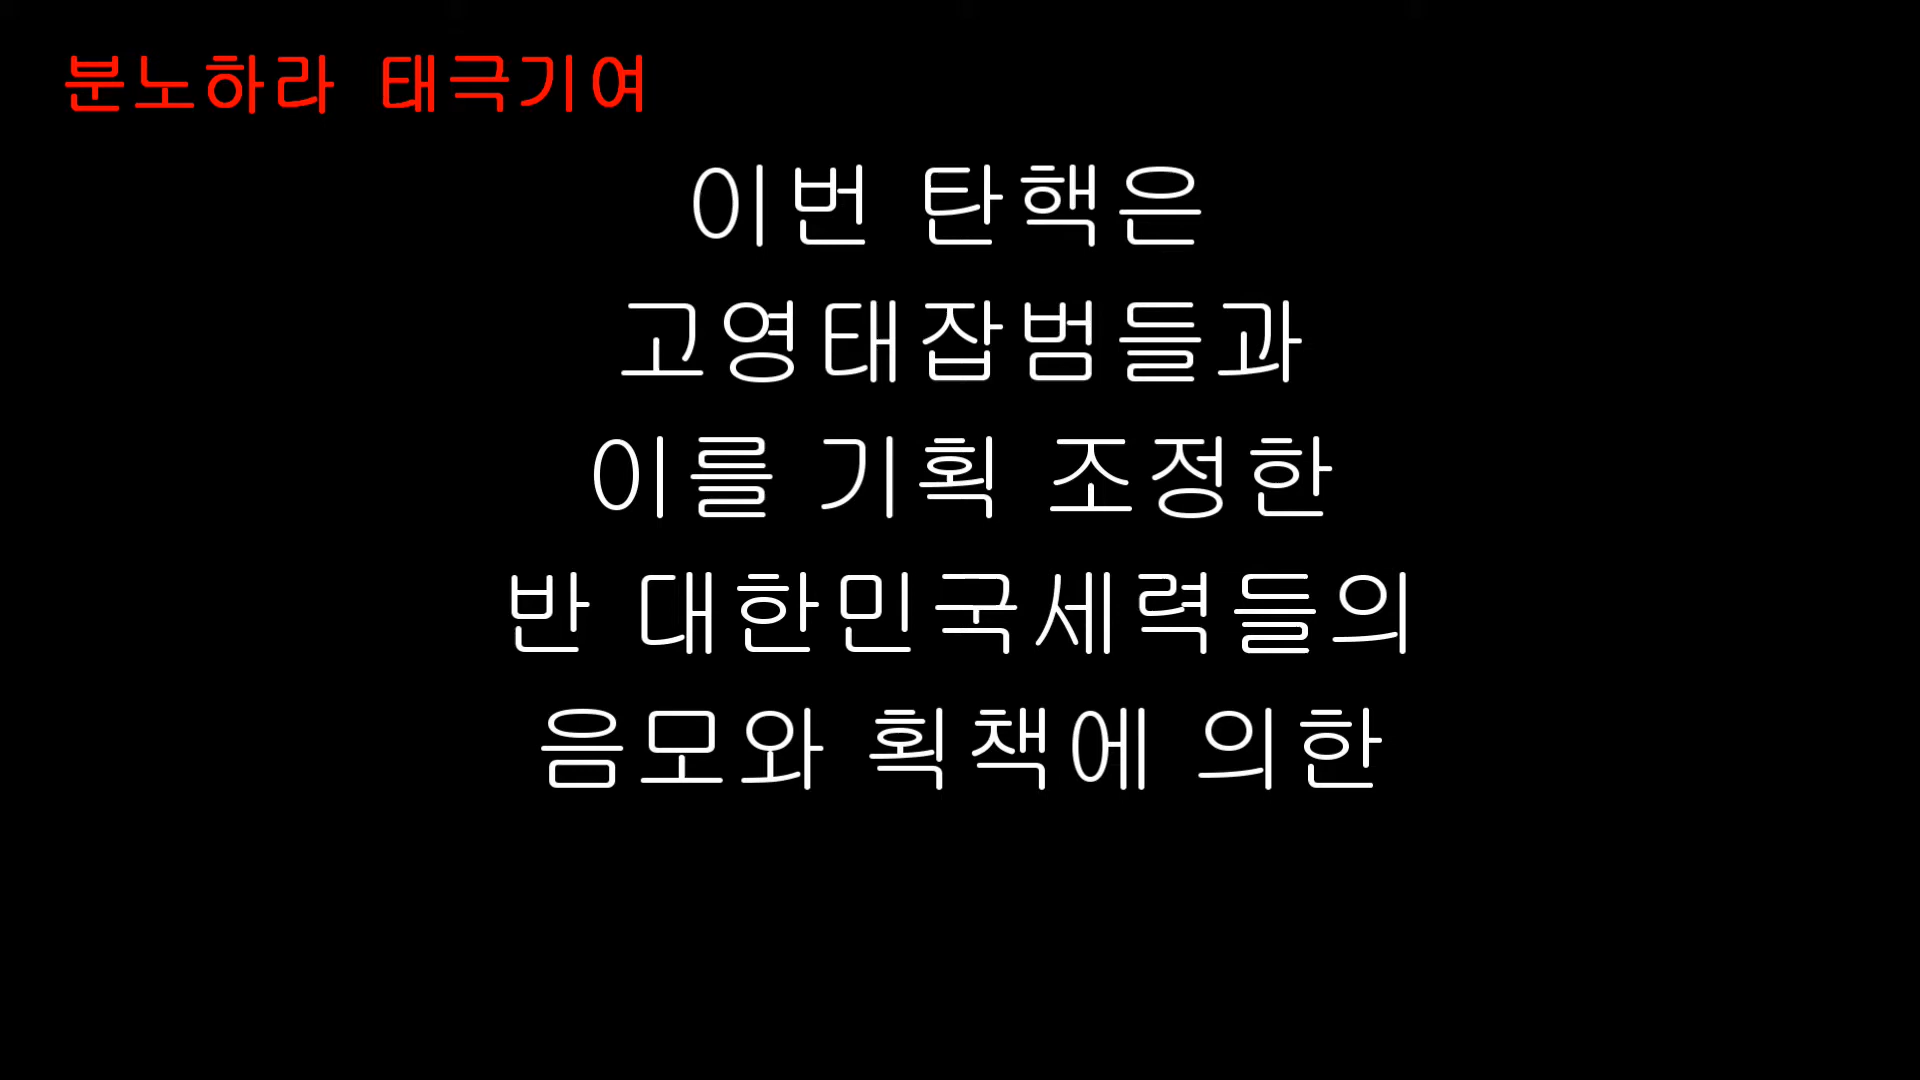 분노하라 태극기여
이번 탄핵은
고영태잡범들과
이를 기획 조정한
반 대한민국세력들의
음모와 획책에 의한